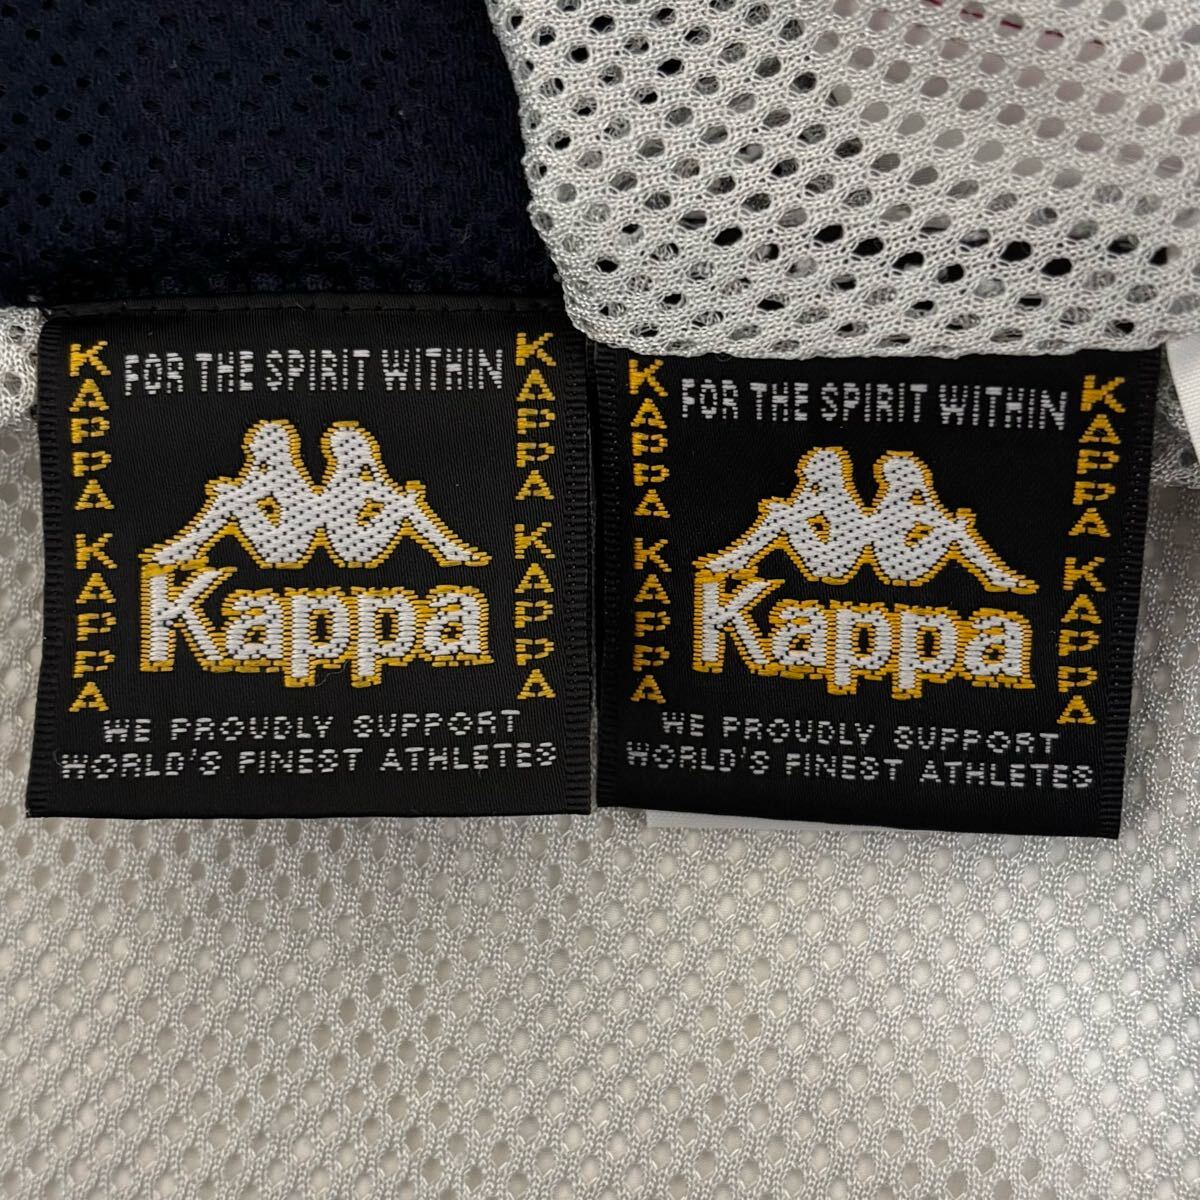 FOR THE SPIRIT WITHIN
KAPPA KAPPA
KAPPA KAPPA
Kappa
WE PROUDLY SUPPORT
WORLD'S FINEST ATHLETES
FOR THE SPIRIT WITHIN
KAPPA KAPPA
KAPPA KAPPA
Kappa
WE PROUDLY SUPPORT
WORLD'S FINEST ATHLETES